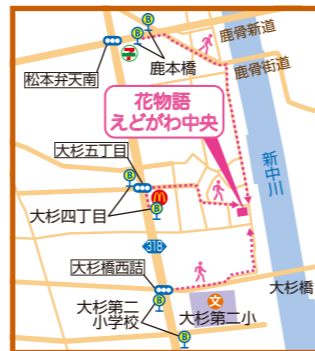 鹿骨新道
鹿骨街道
B
B
7
鹿本橋
松本弁天南
花物語
えどがわ中央
大杉五丁目
新中川
B
大杉四丁目
B
318
大杉橋西詰
大杉橋
B
文
大杉第二
小学校
大杉第二小
B